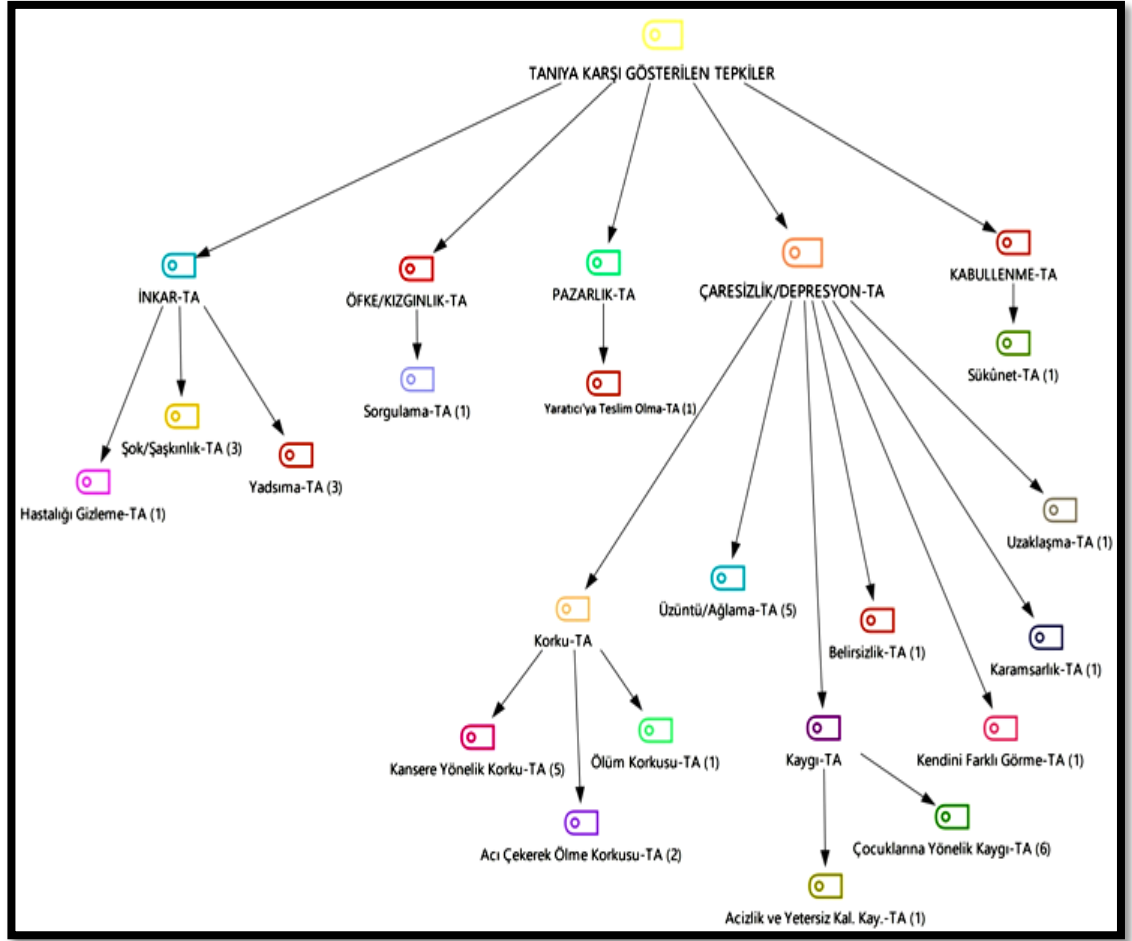 TANIYA KARŞI GÖSTERİLEN TEPKİLER
İNKAR-TA
ÖFKE/KIZGINLIK-TA
PAZARLIK-TA
ÇARESİZLİK/DEPRESYON-TA
KABULLENME-TA
Hastalığı Gizleme-TA (1)
Şok/Şaşkınlık-TA (3)
Yadsıma-TA (3)
Sorgulama-TA (1)
Yaratıcı'ya Teslim Olma-TA (1)
Sükûnet-TA (1)
Korku-TA
Üzüntü/Ağlama-TA (5)
Kaygı-TA
Belirsizlik-TA (1)
Kendini Farklı Görme-TA (1)
Karamsarlık-TA (1)
Uzaklaşma-TA (1)
Kansere Yönelik Korku-TA (5)
Acı Çekerek Ölme Korkusu-TA (2)
Ölüm Korkusu-TA (1)
Acizlik ve Yetersiz Kal. Kay.-TA (1)
Çocuklarına Yönelik Kaygı-TA (6)